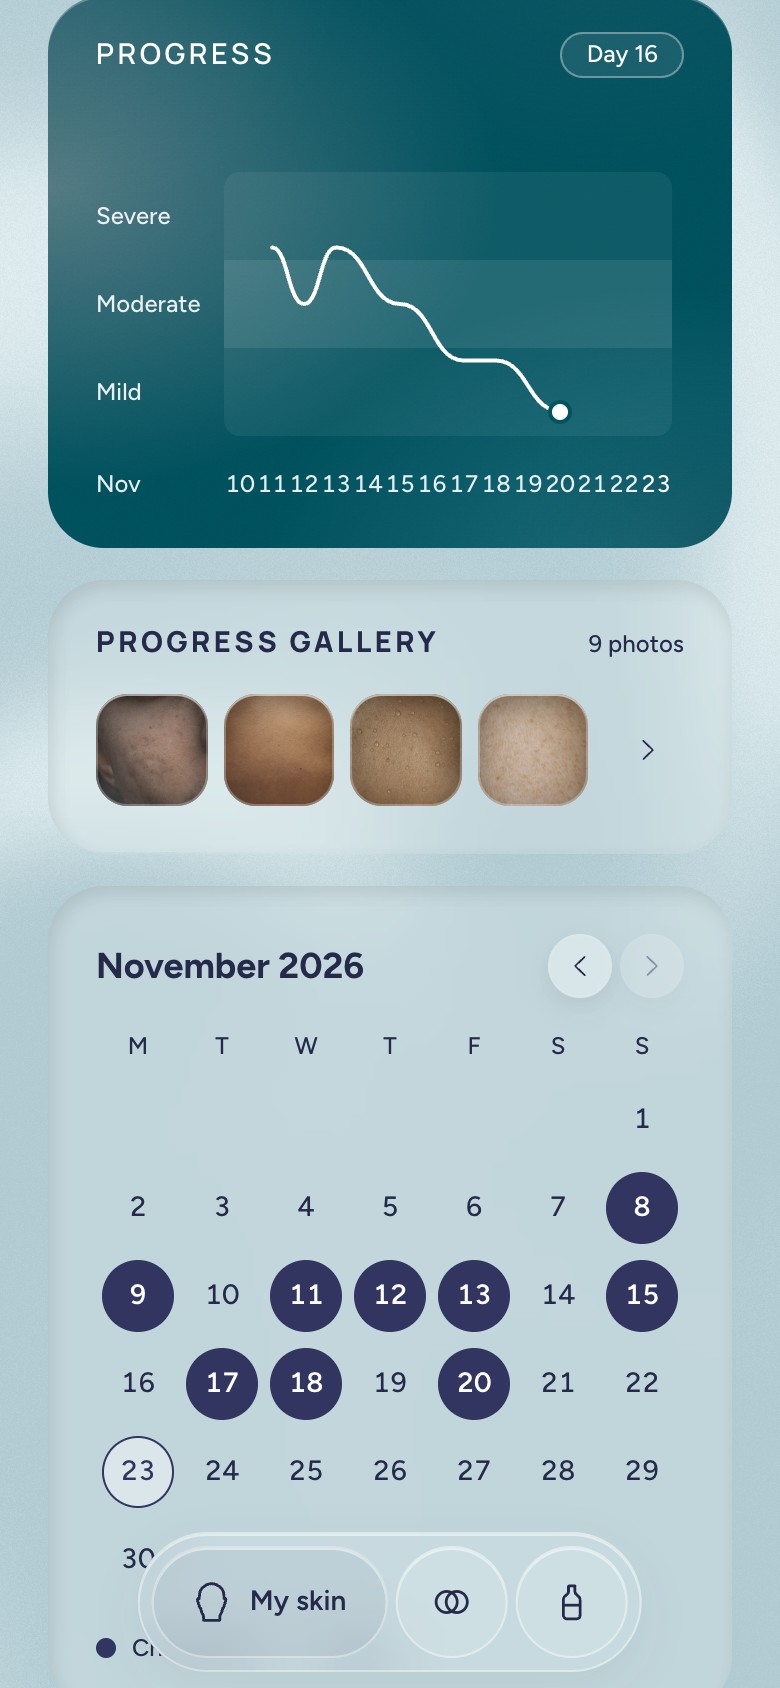 PROGRESS
Day 16
Severe
Moderate
Mild
Nov 10 11 12 13 14 15 16 17 18 19 20 21 22 23
PROGRESS GALLERY
9 photos
November 2026
M T W T F S S
1
2 3 4 5 6 7 8
9 10 11 12 13 14 15
16 17 18 19 20 21 22
23 24 25 26 27 28 29
30
My skin